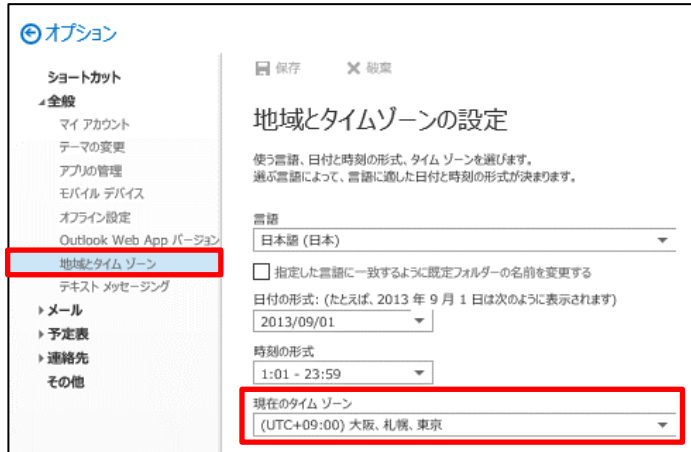 オプション
ショートカット
全般
マイ アカウント
テーマの変更
アプリの管理
モバイル デバイス
オフライン設定
Outlook Web App バージョン
地域とタイム ゾーン
テキスト メッセージング
メール
予定表
連絡先
その他
保存 破棄
地域とタイムゾーンの設定
使う言語、日付と時刻の形式、タイム ゾーンを選びます。
選ぶ言語によって、言語に適した日付と時刻の形式が決まります。
言語
日本語 (日本)
指定した言語に一致するように既定フォルダーの名前を変更する
日付の形式: (たとえば、2013 年 9 月 1 日は次のように表示されます)
2013/09/01
時刻の形式
1:01 - 23:59
現在のタイム ゾーン
(UTC+09:00) 大阪、札幌、東京